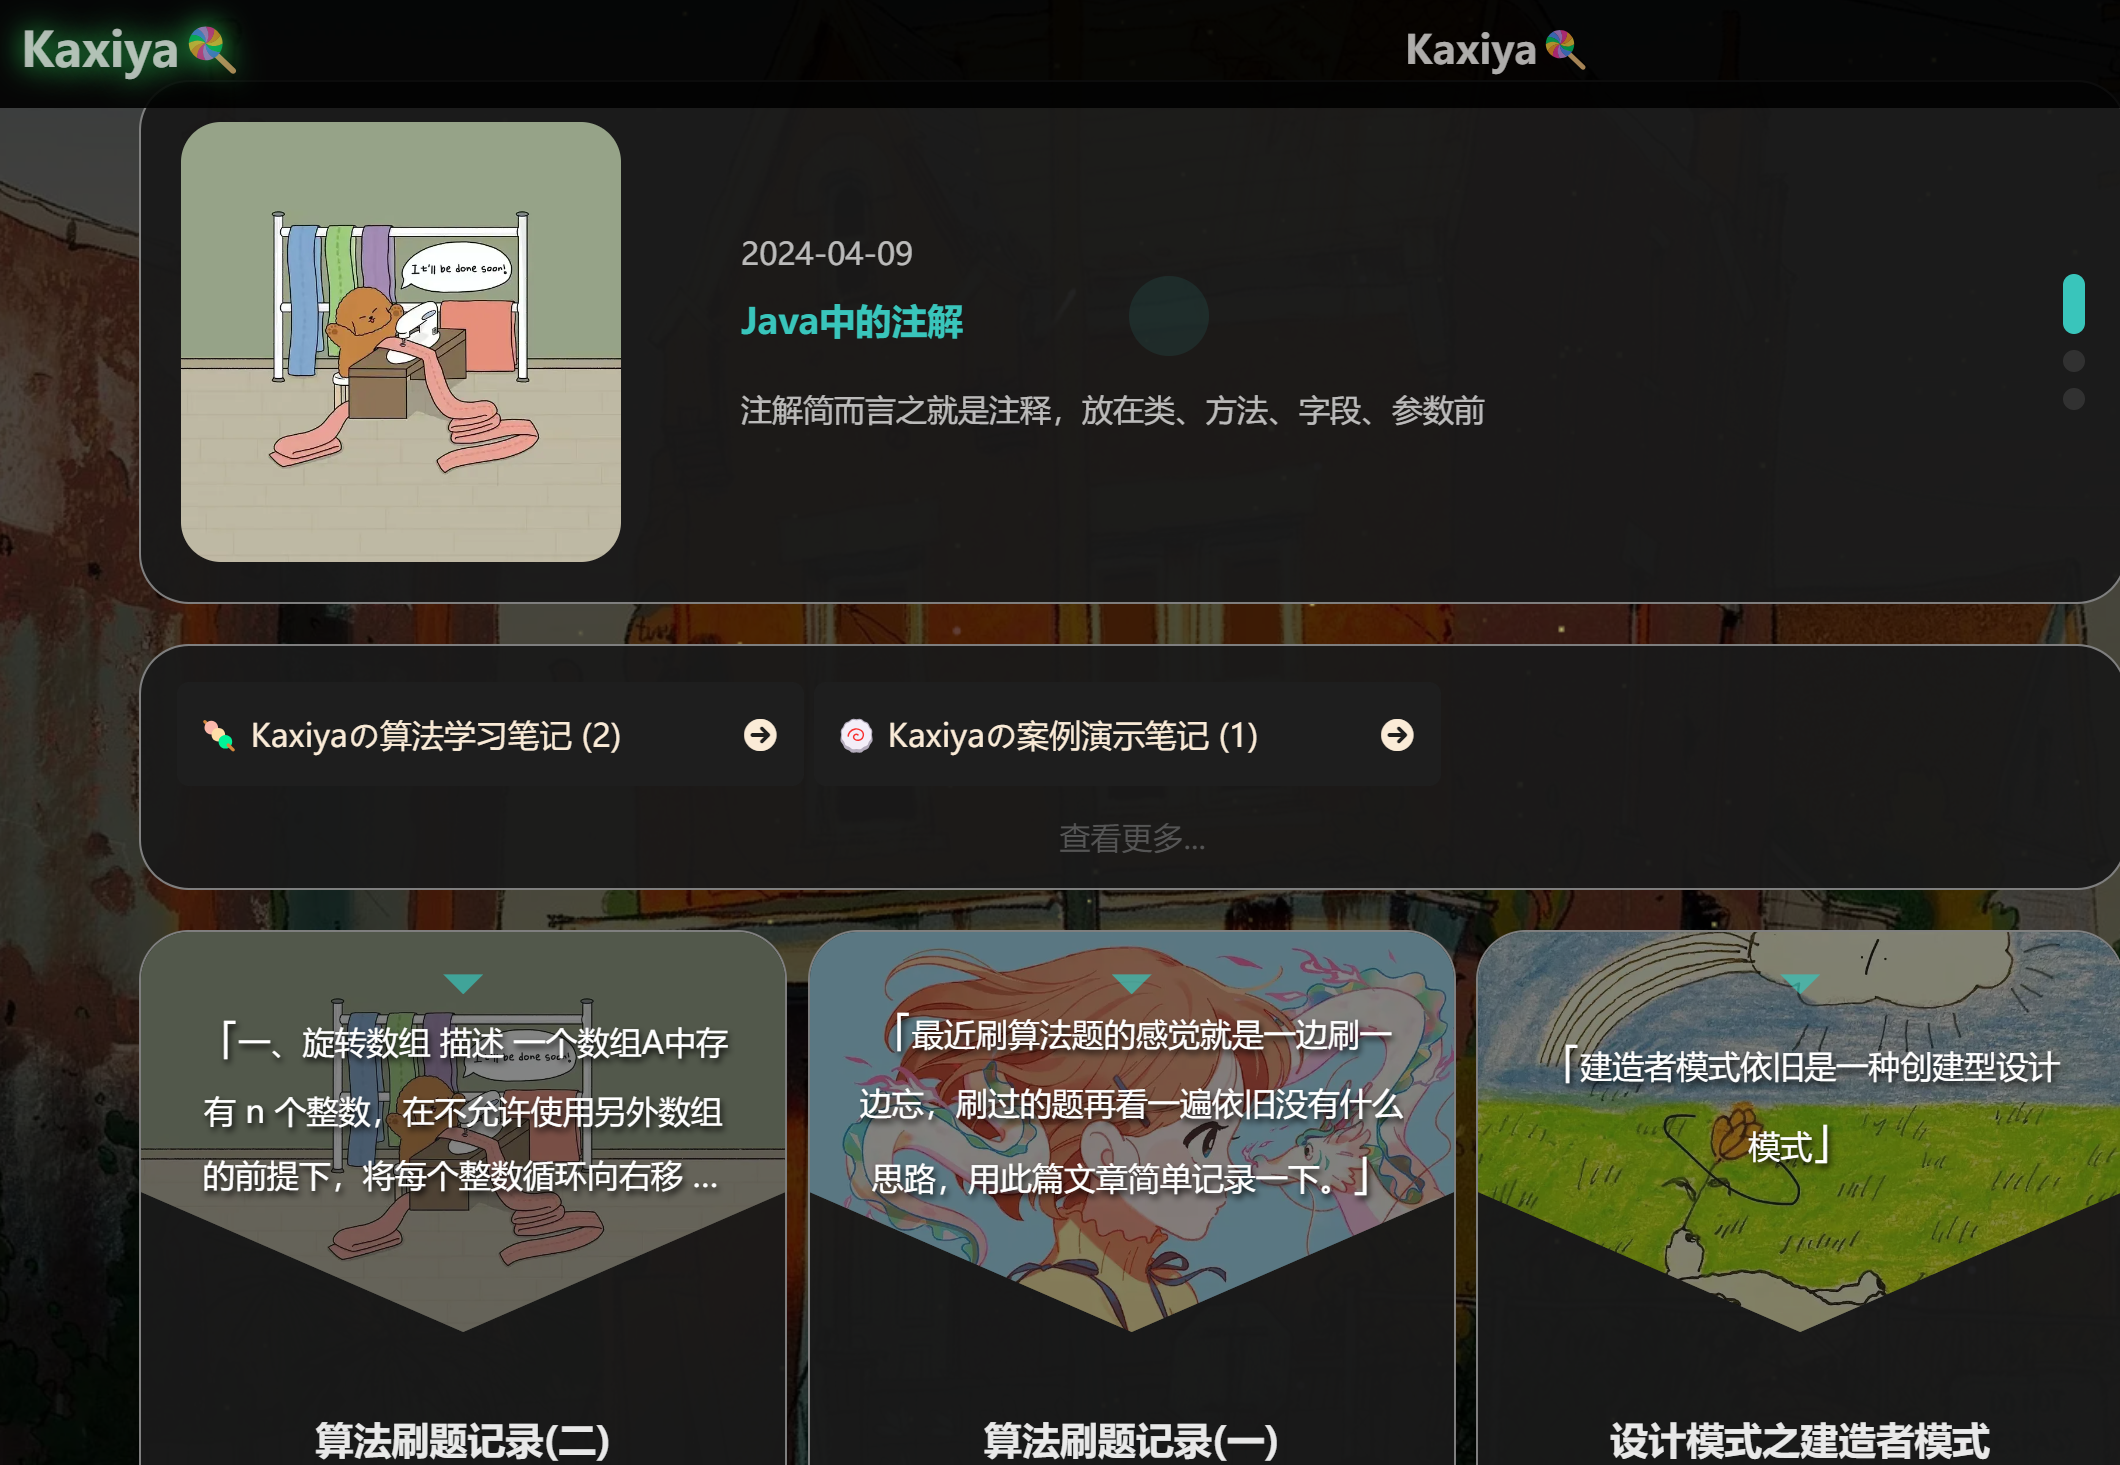 Kaxiya
Kaxiya
It'll be done soon!
2024-04-09
Java中的注解
注解简而言之就是注释，放在类、方法、字段、参数前
Kaxiyaの算法学习笔记 (2)
Kaxiyaの案例演示笔记 (1)
查看更多...
「一、旋转数组 描述 一个数组A中存
有 n 个整数，在不允许使用另外数组
的前提下，将每个整数循环向右移 ...
算法刷题记录(二)
「最近刷算法题的感觉就是一边刷一
边忘，刷过的题再看一遍依旧没有什么
思路，用此篇文章简单记录一下。」
算法刷题记录(一)
「建造者模式依旧是一种创建型设计
模式」
设计模式之建造者模式